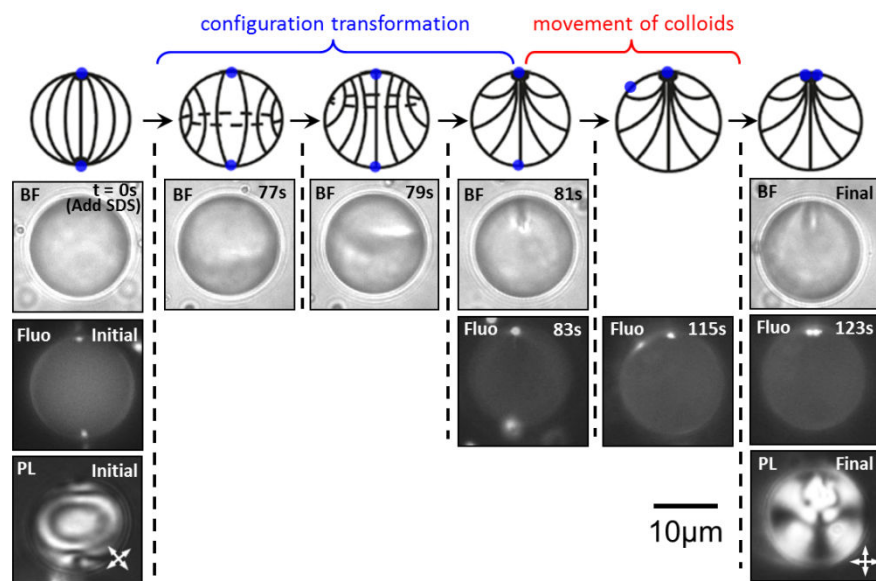 configuration transformation
movement of colloids
BF
t = 0s
(Add SDS)
BF
77s
BF
79s
BF
81s
BF
Final
Fluo
Initial
Fluo
83s
Fluo
115s
Fluo
123s
PL
Initial
PL
Final
10μm